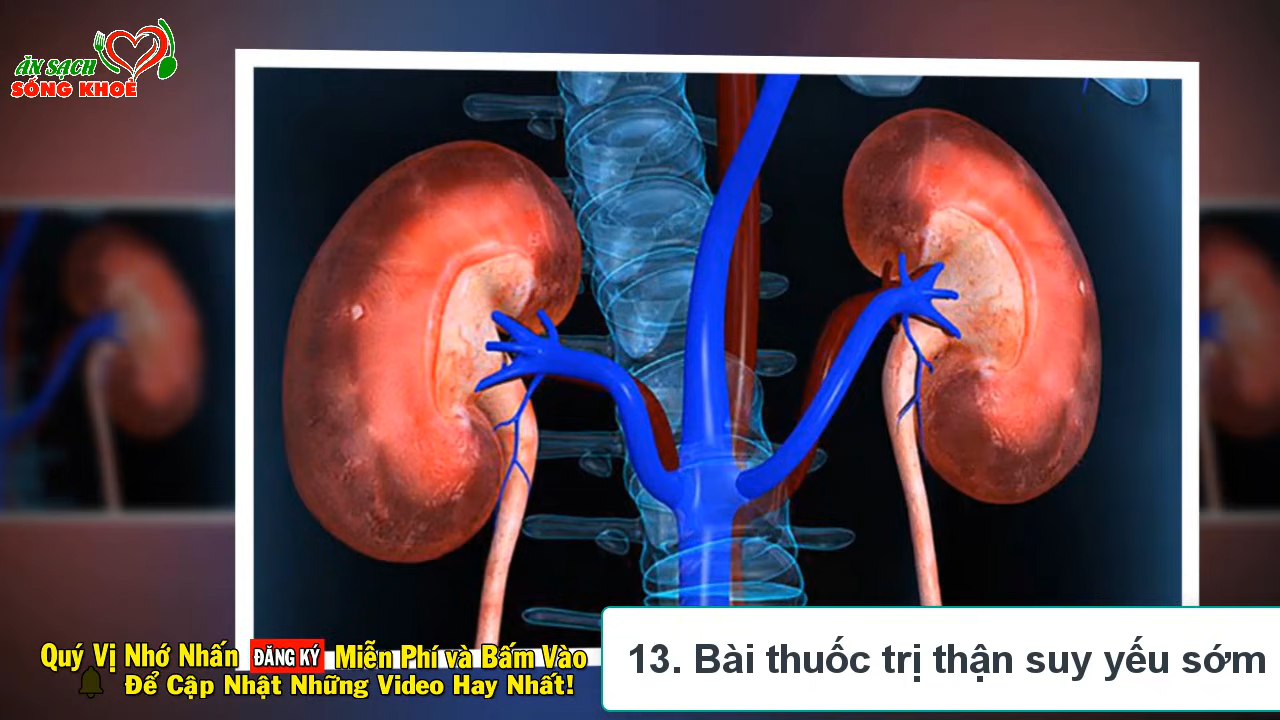 ĂN SẠCH
SỐNG KHOẺ
Quý Vị Nhớ Nhấn ĐĂNG KÝ Miễn Phí và Bấm Vào
Để Cập Nhật Những Video Hay Nhất!
13. Bài thuốc trị thận suy yếu sớm